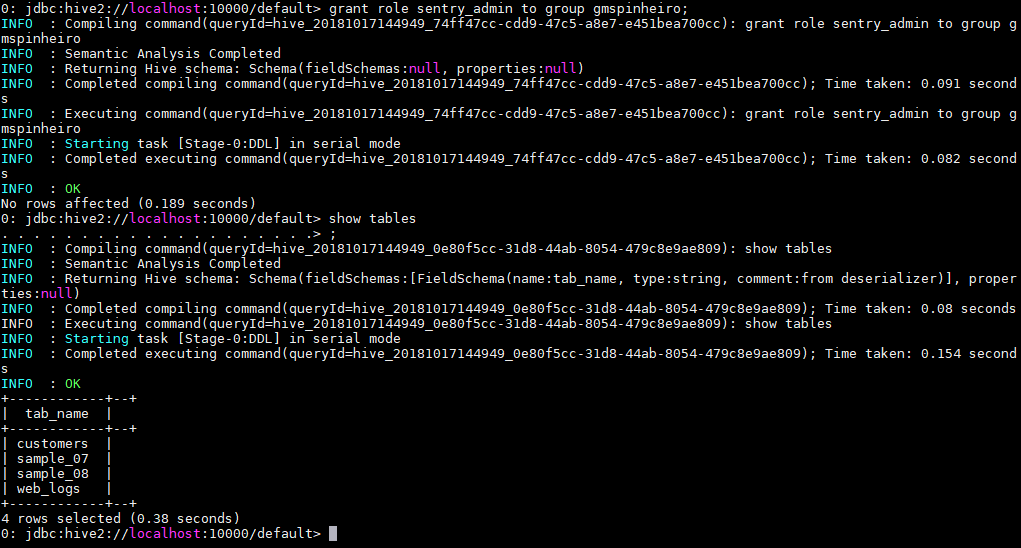 0: jdbc:hive2://localhost:10000/default> grant role sentry_admin to group gmspinheiro;
INFO  : Compiling command(queryId=hive_20181017144949_74ff47cc-cdd9-47c5-a8e7-e451bea700cc): grant role sentry_admin to group g
mspinheiro
INFO  : Semantic Analysis Completed
INFO  : Returning Hive schema: Schema(fieldSchemas:null, properties:null)
INFO  : Completed compiling command(queryId=hive_20181017144949_74ff47cc-cdd9-47c5-a8e7-e451bea700cc); Time taken: 0.091 second
s
INFO  : Executing command(queryId=hive_20181017144949_74ff47cc-cdd9-47c5-a8e7-e451bea700cc): grant role sentry_admin to group g
mspinheiro
INFO  : Starting task [Stage-0:DDL] in serial mode
INFO  : Completed executing command(queryId=hive_20181017144949_74ff47cc-cdd9-47c5-a8e7-e451bea700cc); Time taken: 0.082 second
s
INFO  : OK
No rows affected (0.189 seconds)
0: jdbc:hive2://localhost:10000/default> show tables
. . . . . . . . . . . . . . . . . . . .> ;
INFO  : Compiling command(queryId=hive_20181017144949_0e80f5cc-31d8-44ab-8054-479c8e9ae809): show tables
INFO  : Semantic Analysis Completed
INFO  : Returning Hive schema: Schema(fieldSchemas:[FieldSchema(name:tab_name, type:string, comment:from deserializer)], proper
ties:null)
INFO  : Completed compiling command(queryId=hive_20181017144949_0e80f5cc-31d8-44ab-8054-479c8e9ae809); Time taken: 0.08 seconds
INFO  : Executing command(queryId=hive_20181017144949_0e80f5cc-31d8-44ab-8054-479c8e9ae809): show tables
INFO  : Starting task [Stage-0:DDL] in serial mode
INFO  : Completed executing command(queryId=hive_20181017144949_0e80f5cc-31d8-44ab-8054-479c8e9ae809); Time taken: 0.154 second
s
INFO  : OK
+------------+--+
|  tab_name  |
+------------+--+
| customers  |
| sample_07  |
| sample_08  |
| web_logs   |
+------------+--+
4 rows selected (0.38 seconds)
0: jdbc:hive2://localhost:10000/default>